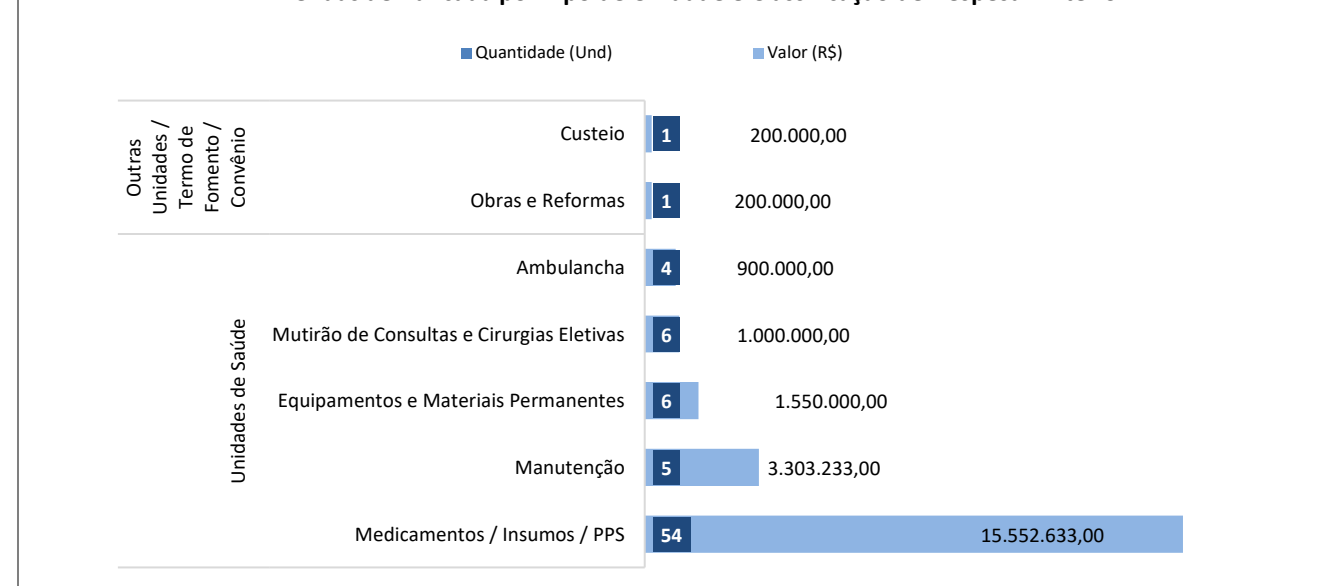 Quantidade (Und)
Valor (R$)
Outras
Unidades /
Termo de
Fomento /
Convênio
Custeio
1
200.000,00
Obras e Reformas
1
200.000,00
Unidades de Saúde
Ambulancha
4
900.000,00
Mutirão de Consultas e Cirurgias Eletivas
6
1.000.000,00
Equipamentos e Materiais Permanentes
6
1.550.000,00
Manutenção
5
3.303.233,00
Medicamentos / Insumos / PPS
54
15.552.633,00